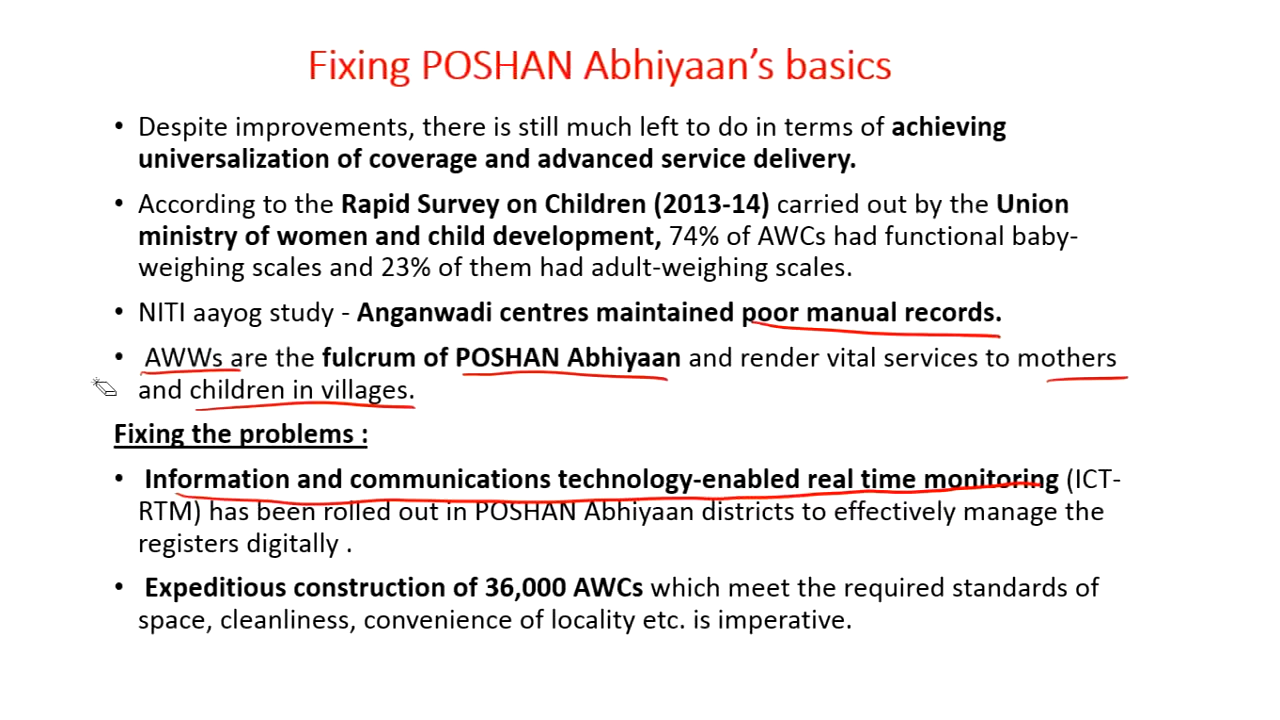 Fixing POSHAN Abhiyaan's basics
• Despite improvements, there is still much left to do in terms of achieving
universalization of coverage and advanced service delivery.
• According to the Rapid Survey on Children (2013-14) carried out by the Union
ministry of women and child development, 74% of AWCs had functional baby-
weighing scales and 23% of them had adult-weighing scales.
• NITI aayog study - Anganwadi centres maintained poor manual records.
• AWWs are the fulcrum of POSHAN Abhiyaan and render vital services to mothers
and children in villages.
Fixing the problems :
• Information and communications technology-enabled real time monitoring (ICT-
RTM) has been rolled out in POSHAN Abhiyaan districts to effectively manage the
registers digitally .
• Expeditious construction of 36,000 AWCs which meet the required standards of
space, cleanliness, convenience of locality etc. is imperative.